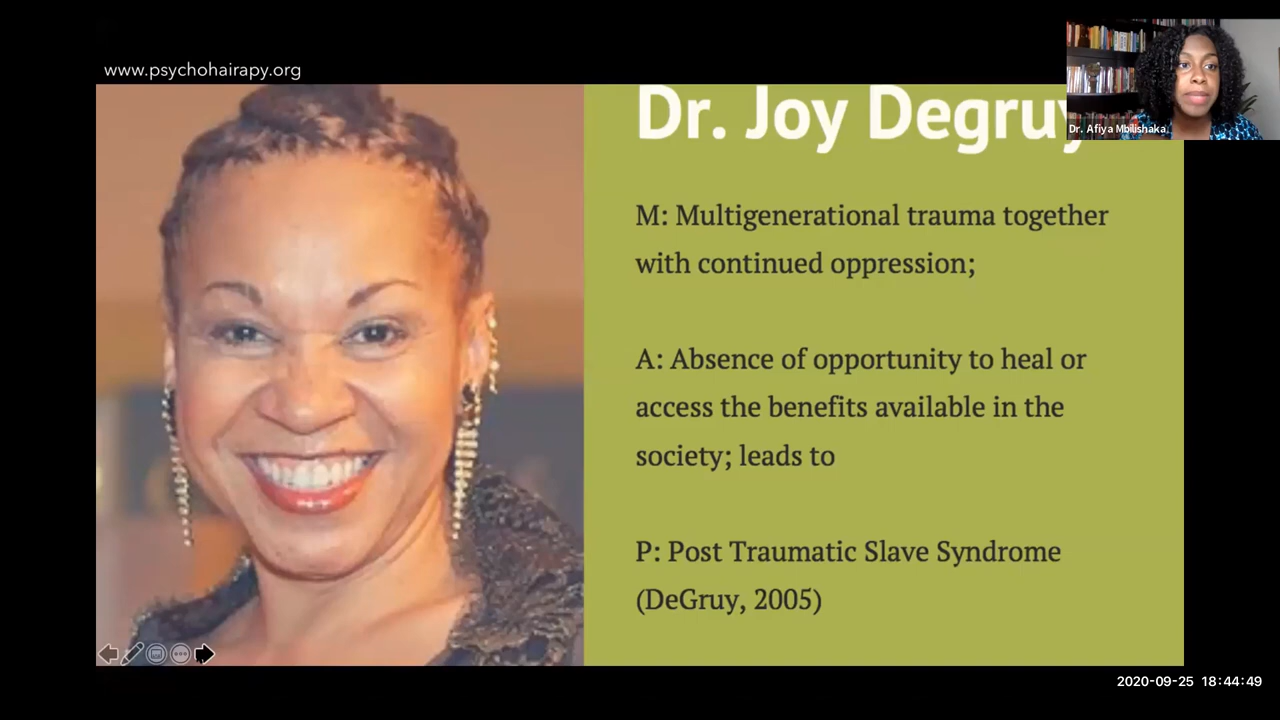 www.psychohairapy.org
Dr. Joy Degruy
Dr. Afiya Mbilishaka
M: Multigenerational trauma together
with continued oppression;
A: Absence of opportunity to heal or
access the benefits available in the
society; leads to
P: Post Traumatic Slave Syndrome
(DeGruy, 2005)
2020-09-25 18:44:49